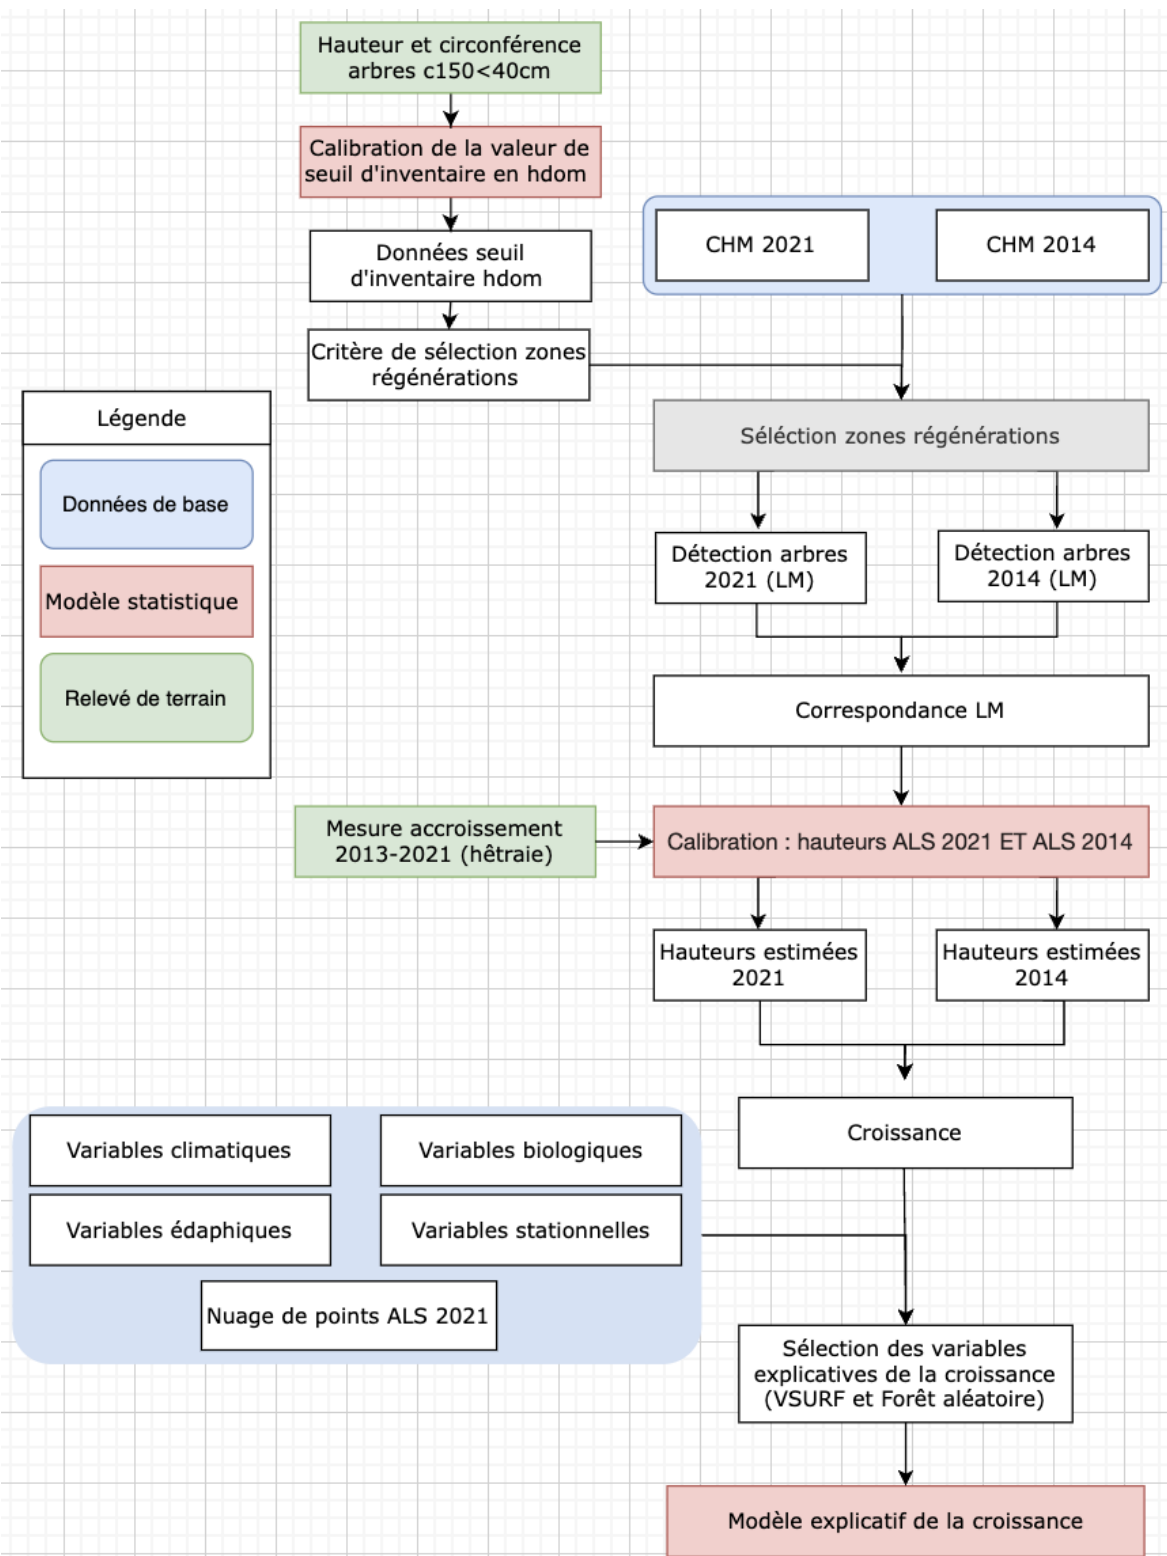 Hauteur et circonférence
arbres c150<40cm
Calibration de la valeur de
seuil d'inventaire en hdom
Données seuil
d'inventaire hdom
Critère de sélection zones
régénérations
CHM 2021
CHM 2014
Séléction zones régénérations
Légende
Données de base
Modèle statistique
Relevé de terrain
Détection arbres
2021 (LM)
Détection arbres
2014 (LM)
Correspondance LM
Mesure accroissement
2013-2021 (hêtraie)
Calibration : hauteurs ALS 2021 ET ALS 2014
Hauteurs estimées
2021
Hauteurs estimées
2014
Croissance
Variables climatiques
Variables biologiques
Variables édaphiques
Variables stationnelles
Nuage de points ALS 2021
Sélection des variables
explicatives de la croissance
(VSURF et Forêt aléatoire)
Modèle explicatif de la croissance